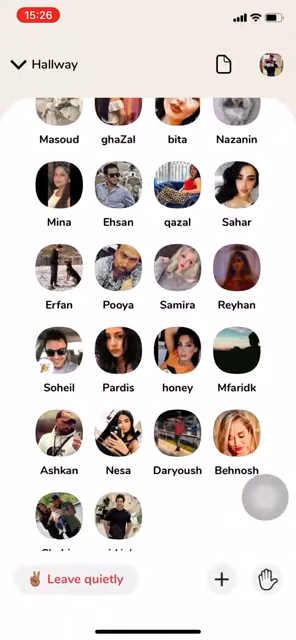 15:26
Hallway
Masoud ghaZal bita Nazanin
Mina Ehsan qazal Sahar
Erfan Pooya Samira Reyhan
Soheil Pardis honey Mfaridk
Ashkan Nesa Daryoush Behnosh
✌🏽 Leave quietly